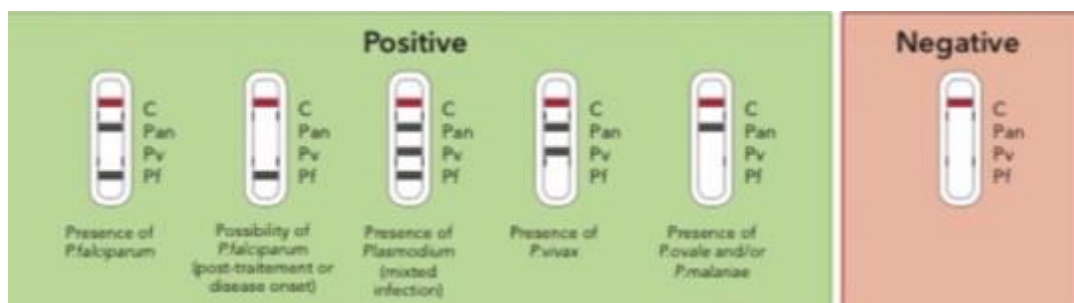 Positive
Negative
C
Pan
Pv
Pf
C
Pan
Pv
Pf
C
Pan
Pv
Pf
C
Pan
Pv
Pf
C
Pan
Pv
Pf
C
Pan
Pv
Pf
Presence of
P.falciparum
Possibility of
P.falciparum
(post-traitement or
disease onset)
Presence of
Plasmodium
(mixted
infection)
Presence of
P.vivax
Presence of
P.ovale and/or
P.malariae